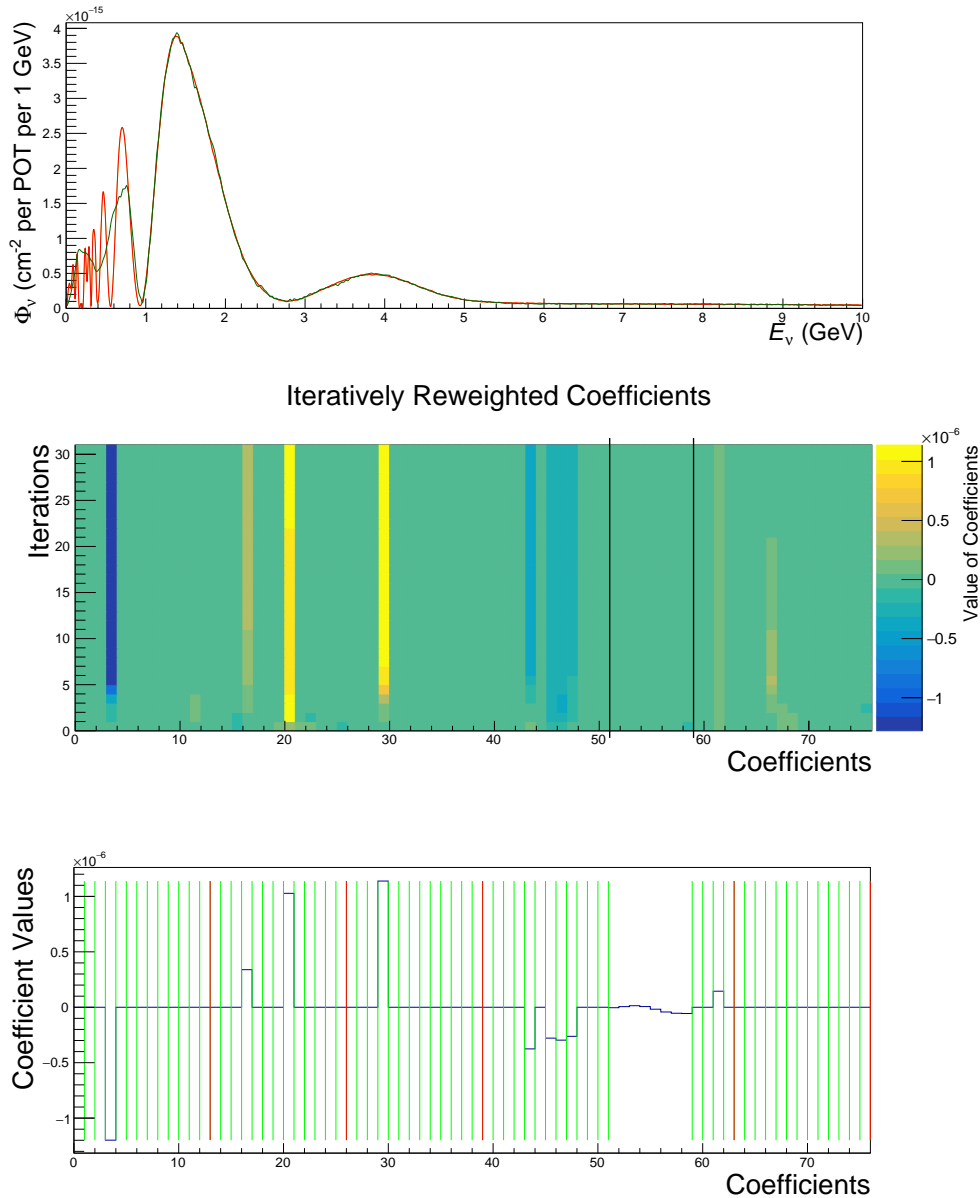 ×10⁻¹⁵
4
3.5
3
2.5
2
1.5
1
0.5
0
Φν (cm⁻² per POT per 1 GeV)
0 1 2 3 4 5 6 7 8 9 10
Eν (GeV)
Iteratively Reweighted Coefficients
×10⁻⁶
30
25
20
15
10
5
0
Iterations
0 10 20 30 40 50 60 70
Coefficients
1
0.5
0
−0.5
−1
Value of Coefficients
×10⁻⁶
1
0.5
0
−0.5
−1
Coefficient Values
0 10 20 30 40 50 60 70
Coefficients